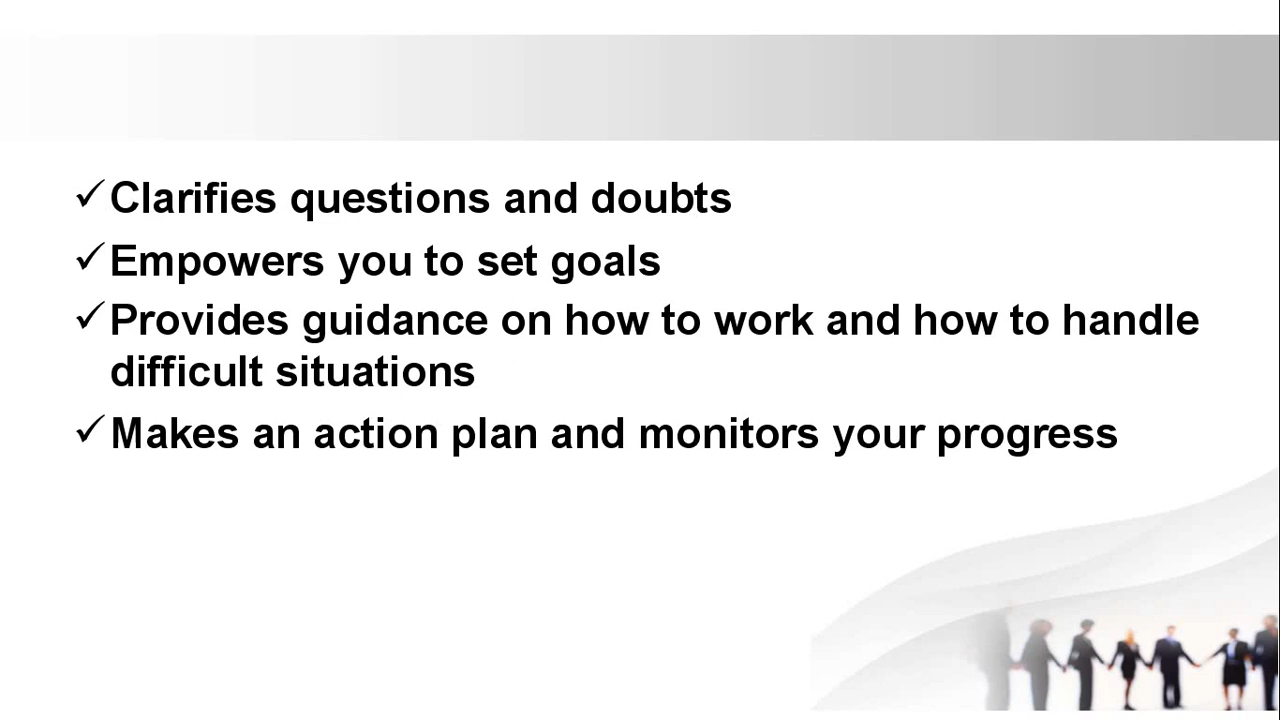 ✓Clarifies questions and doubts
✓Empowers you to set goals
✓Provides guidance on how to work and how to handle
difficult situations
✓Makes an action plan and monitors your progress